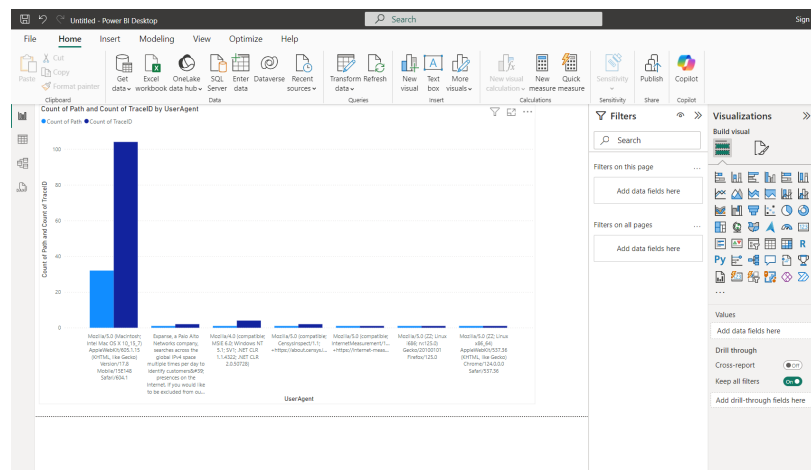 Untitled - Power BI Desktop
Search
Sign
File Home Insert Modeling View Optimize Help
Paste
Cut
Copy
Format painter
Clipboard
Get data
Excel workbook
OneLake data hub
SQL Server
Enter data
Dataverse
Recent sources
Data
Transform data
Refresh
Queries
New visual
Text box
More visuals
Insert
New visual calculation
New measure
Quick measure
Calculations
Sensitivity
Sensitivity
Publish
Share
Copilot
Copilot
Count of Path and Count of TraceID by UserAgent
Count of Path Count of TraceID
Count of Path and Count of TraceID
100
80
60
40
20
0
Mozilla/5.0 (Macintosh;
Intel Mac OS X 10_15_7)
AppleWebKit/605.1.15
(KHTML, like Gecko)
Version/17.8
Mobile/15E148
Safari/604.1
Expanse, a Palo Alto
Networks company,
searches across the
global IPv4 space
multiple times per day to
identify customers&#39;
presences on the
Internet. If you would like
to be excluded from ou...
Mozilla/4.0 (compatible;
MSIE 6.0; Windows NT
5.1; SV1; .NET CLR
1.1.4322; .NET CLR
2.0.50728)
Mozilla/5.0 (compatible;
CensysInspect/1.1;
+https://about.censys.i...
Mozilla/5.0 (compatible;
InternetMeasurement/1...
+https://internet-meas...
Mozilla/5.0 (ZZ; Linux
i686; rv:125.0)
Gecko/20100101
Firefox/125.0
Mozilla/5.0 (ZZ; Linux
x86_64)
AppleWebKit/537.36
(KHTML, like Gecko)
Chrome/124.0.0.0
Safari/537.36
UserAgent
Filters
Search
Filters on this page ...
Add data fields here
Filters on all pages ...
Add data fields here
Visualizations
Build visual
R
Py
...
Values
Add data fields here
Drill through
Cross-report Off
Keep all filters On
Add drill-through fields here